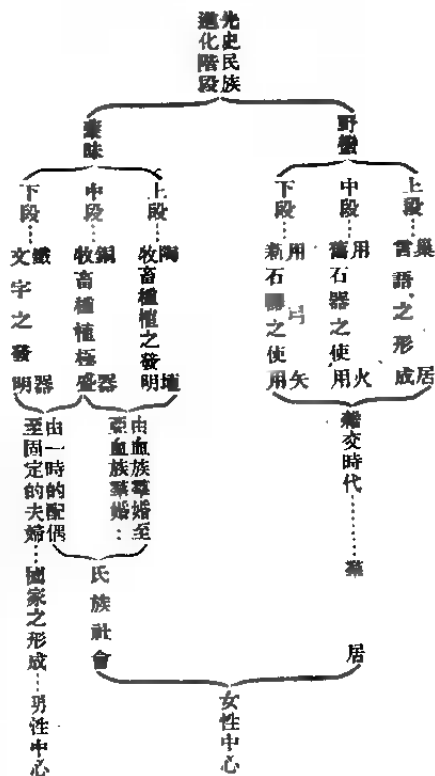 先史民族
進化階段
野蠻
上段
巢居
言語之形成
中段
用火
舊石器之使用
下段
用弓矢
新石器之使用
雜交時代………羣居
蒙昧
上段
陶
牧畜種植之發明
中段
銅器
牧畜種植極盛
下段
鐵器
文字之發明
由血族羣婚至
亞血族羣婚…
由一時的配偶
至固定的夫婦……國家之形成……男性中心
氏族社會
女性中心